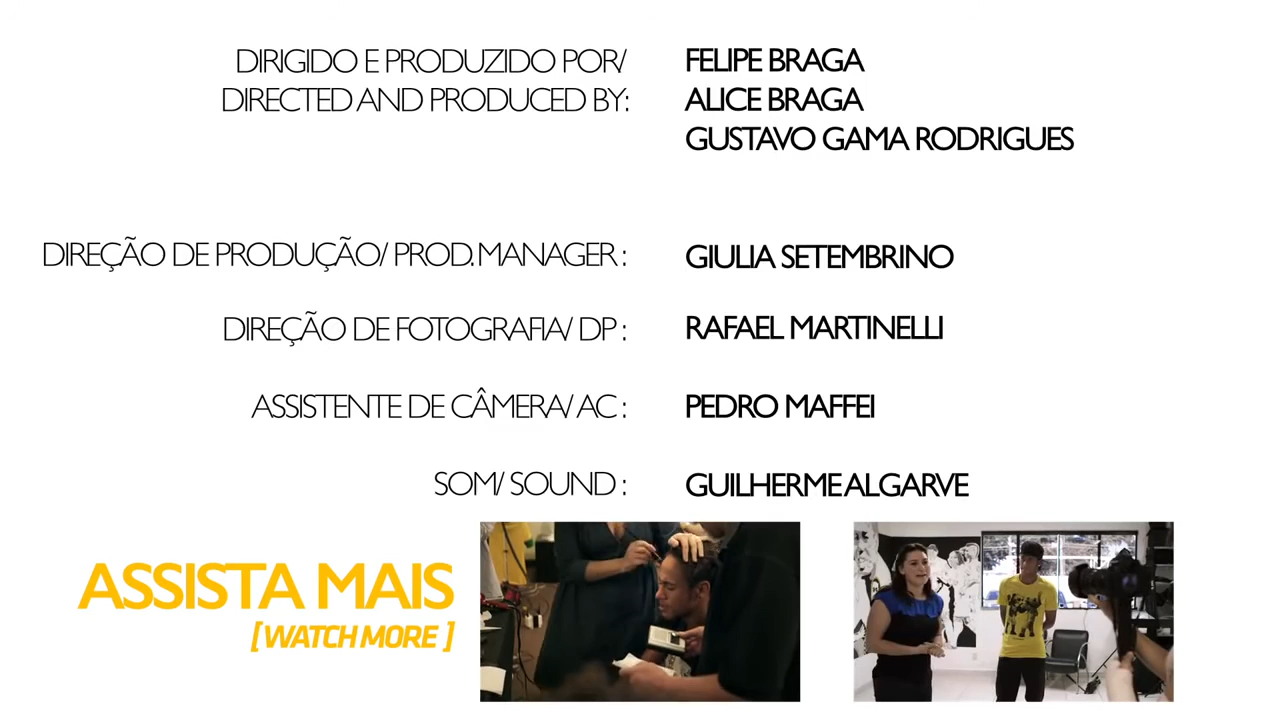 DIRIGIDO E PRODUZIDO POR/ FELIPE BRAGA
DIRECTED AND PRODUCED BY: ALICE BRAGA
GUSTAVO GAMA RODRIGUES
DIREÇÃO DE PRODUÇÃO/ PROD. MANAGER : GIULIA SETEMBRINO
DIREÇÃO DE FOTOGRAFIA/ DP : RAFAEL MARTINELLI
ASSISTENTE DE CÂMERA/ AC : PEDRO MAFFEI
SOM/ SOUND : GUILHERME ALGARVE
ASSISTA MAIS
[WATCH MORE ]